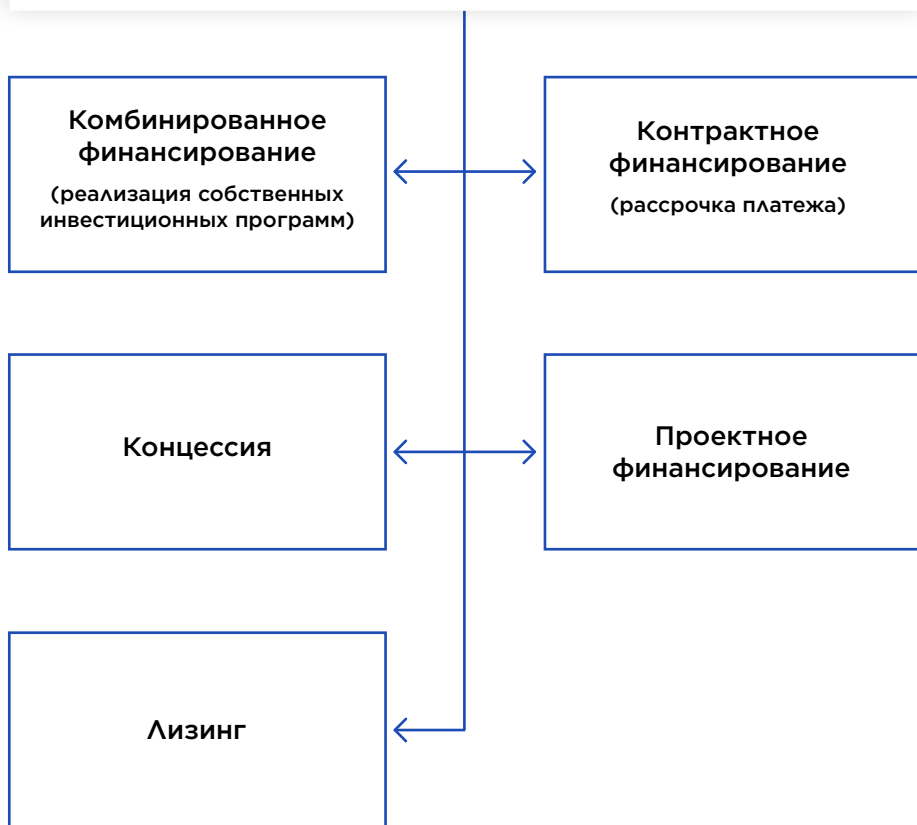 Комбинированное
финансирование
(реализация собственных
инвестиционных программ)
Контрактное
финансирование
(рассрочка платежа)
Концессия
Проектное
финансирование
Лизинг